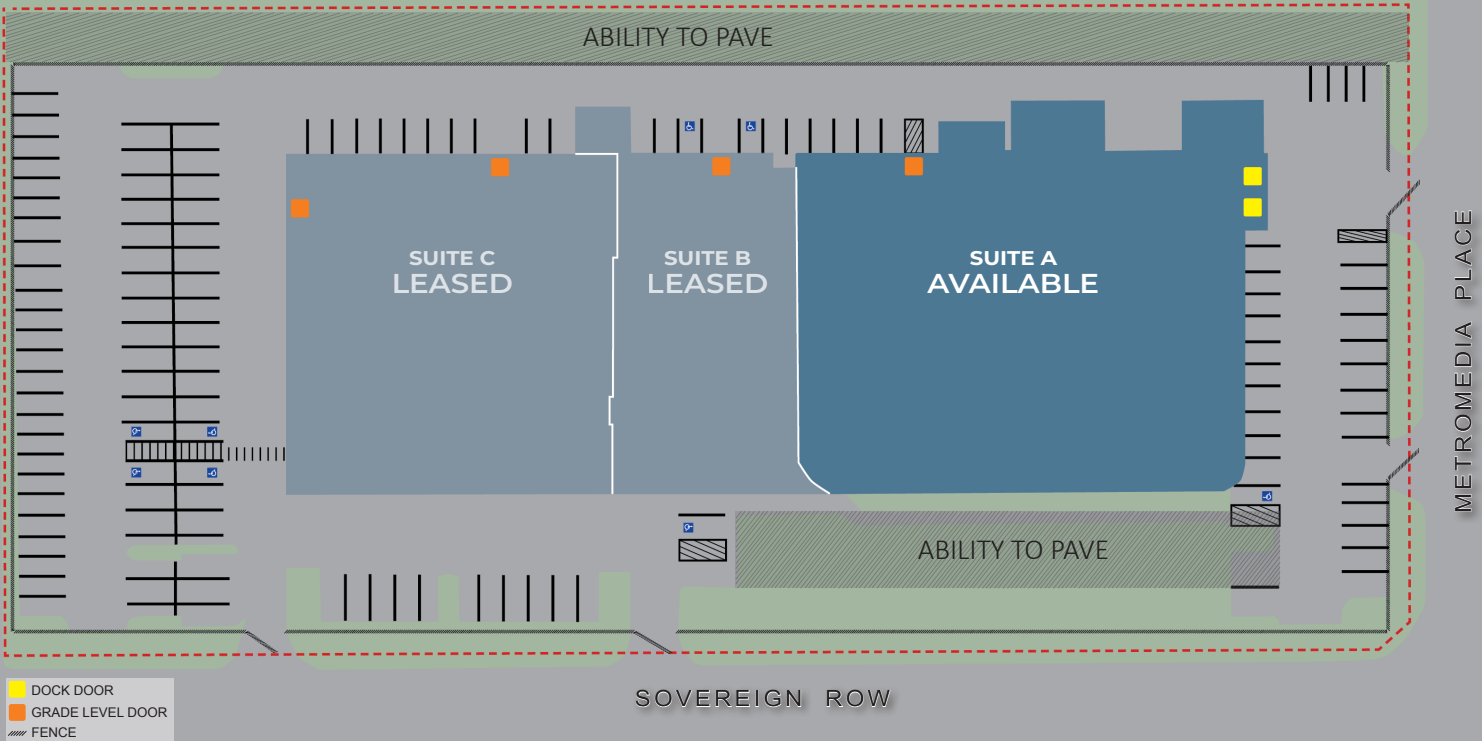 ABILITY TO PAVE
SUITE C
LEASED
SUITE B
LEASED
SUITE A
AVAILABLE
METROMEDIA PLACE
ABILITY TO PAVE
SOVEREIGN ROW
DOCK DOOR
GRADE LEVEL DOOR
FENCE